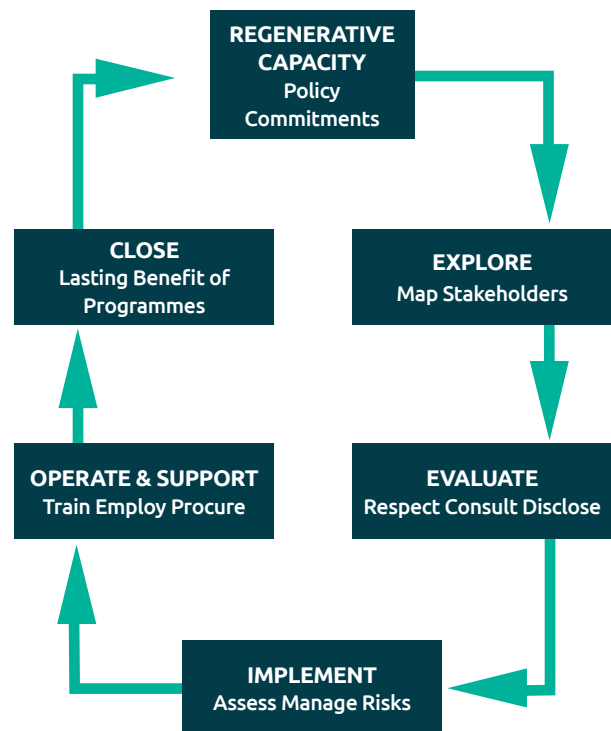 REGENERATIVE
CAPACITY
Policy
Commitments
EXPLORE
Map Stakeholders
EVALUATE
Respect Consult Disclose
IMPLEMENT
Assess Manage Risks
OPERATE & SUPPORT
Train Employ Procure
CLOSE
Lasting Benefit of
Programmes